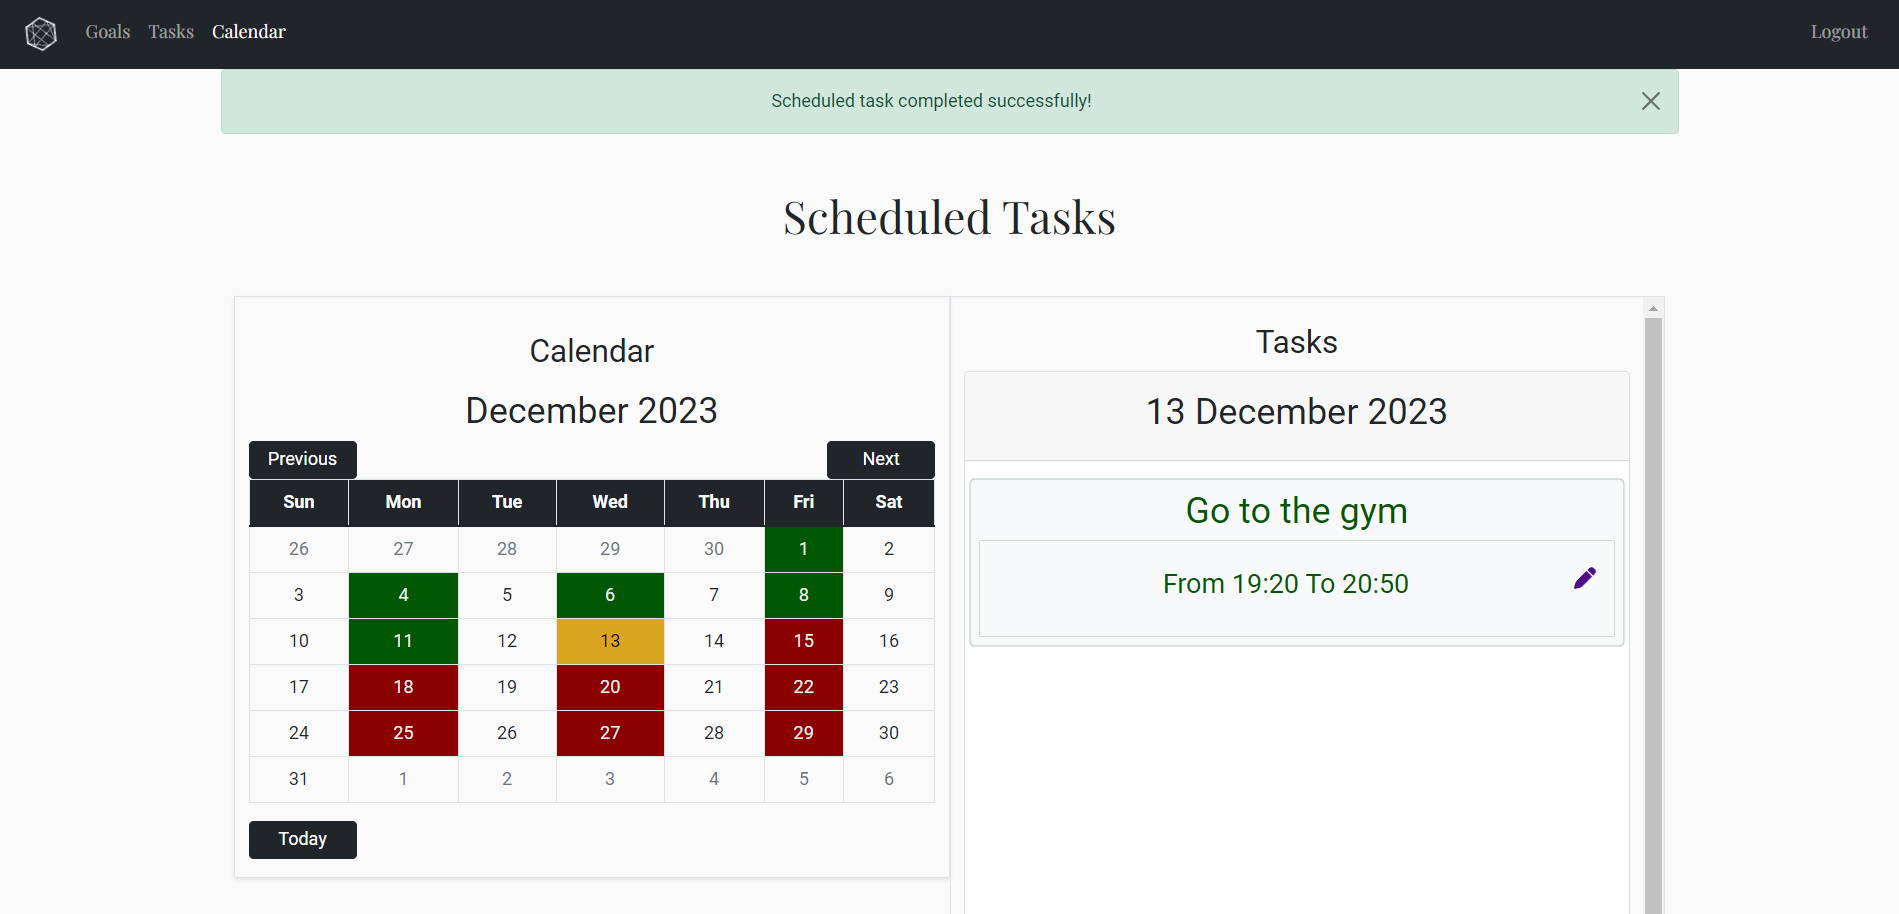 Goals Tasks Calendar Logout
Scheduled task completed successfully!
Scheduled Tasks
Calendar
December 2023
Previous Next
Sun Mon Tue Wed Thu Fri Sat
26 27 28 29 30 1 2
3 4 5 6 7 8 9
10 11 12 13 14 15 16
17 18 19 20 21 22 23
24 25 26 27 28 29 30
31 1 2 3 4 5 6
Today
Tasks
13 December 2023
Go to the gym
From 19:20 To 20:50